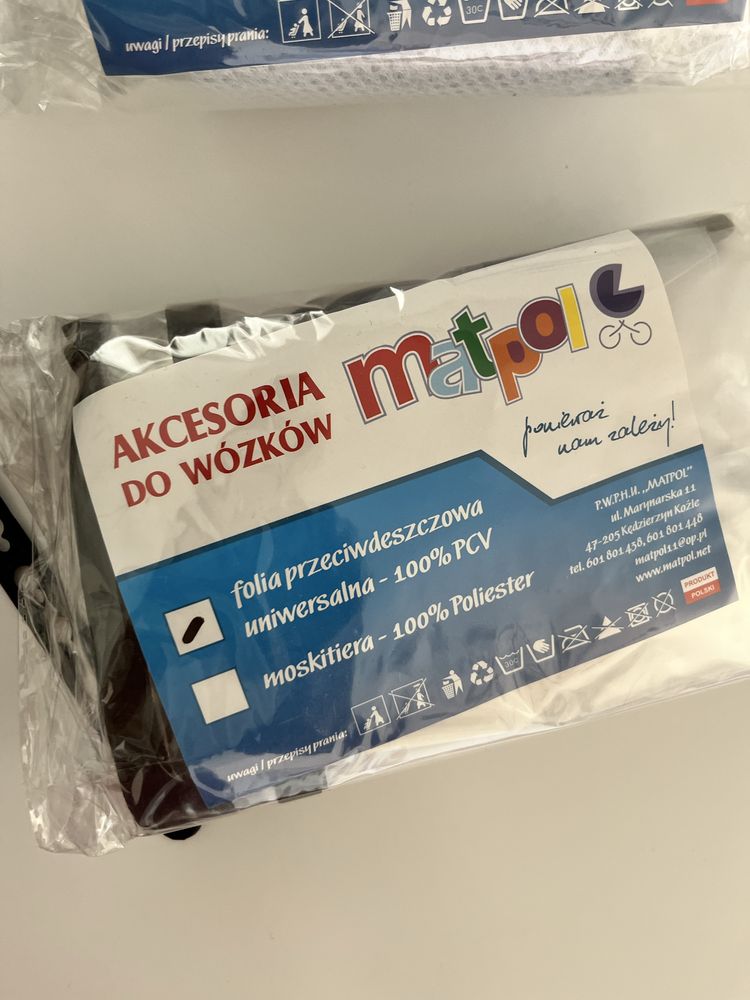 uwagi / przepisy prania:
30C
AKCESORIA
DO WÓZKÓW
matpol
ponieważ
nam zależy!
P.W.P.H.U. „MATPOL”
ul. Marynarska 11
47-205 Kędzierzyn Koźle
tel. 601 801 438, 601 801 448
matpol11@op.pl
www.matpol.net
PRODUKT
POLSKI
folia przeciwdeszczowa
uniwersalna - 100% PCV
moskitiera - 100% Poliester
uwagi / przepisy prania:
30C